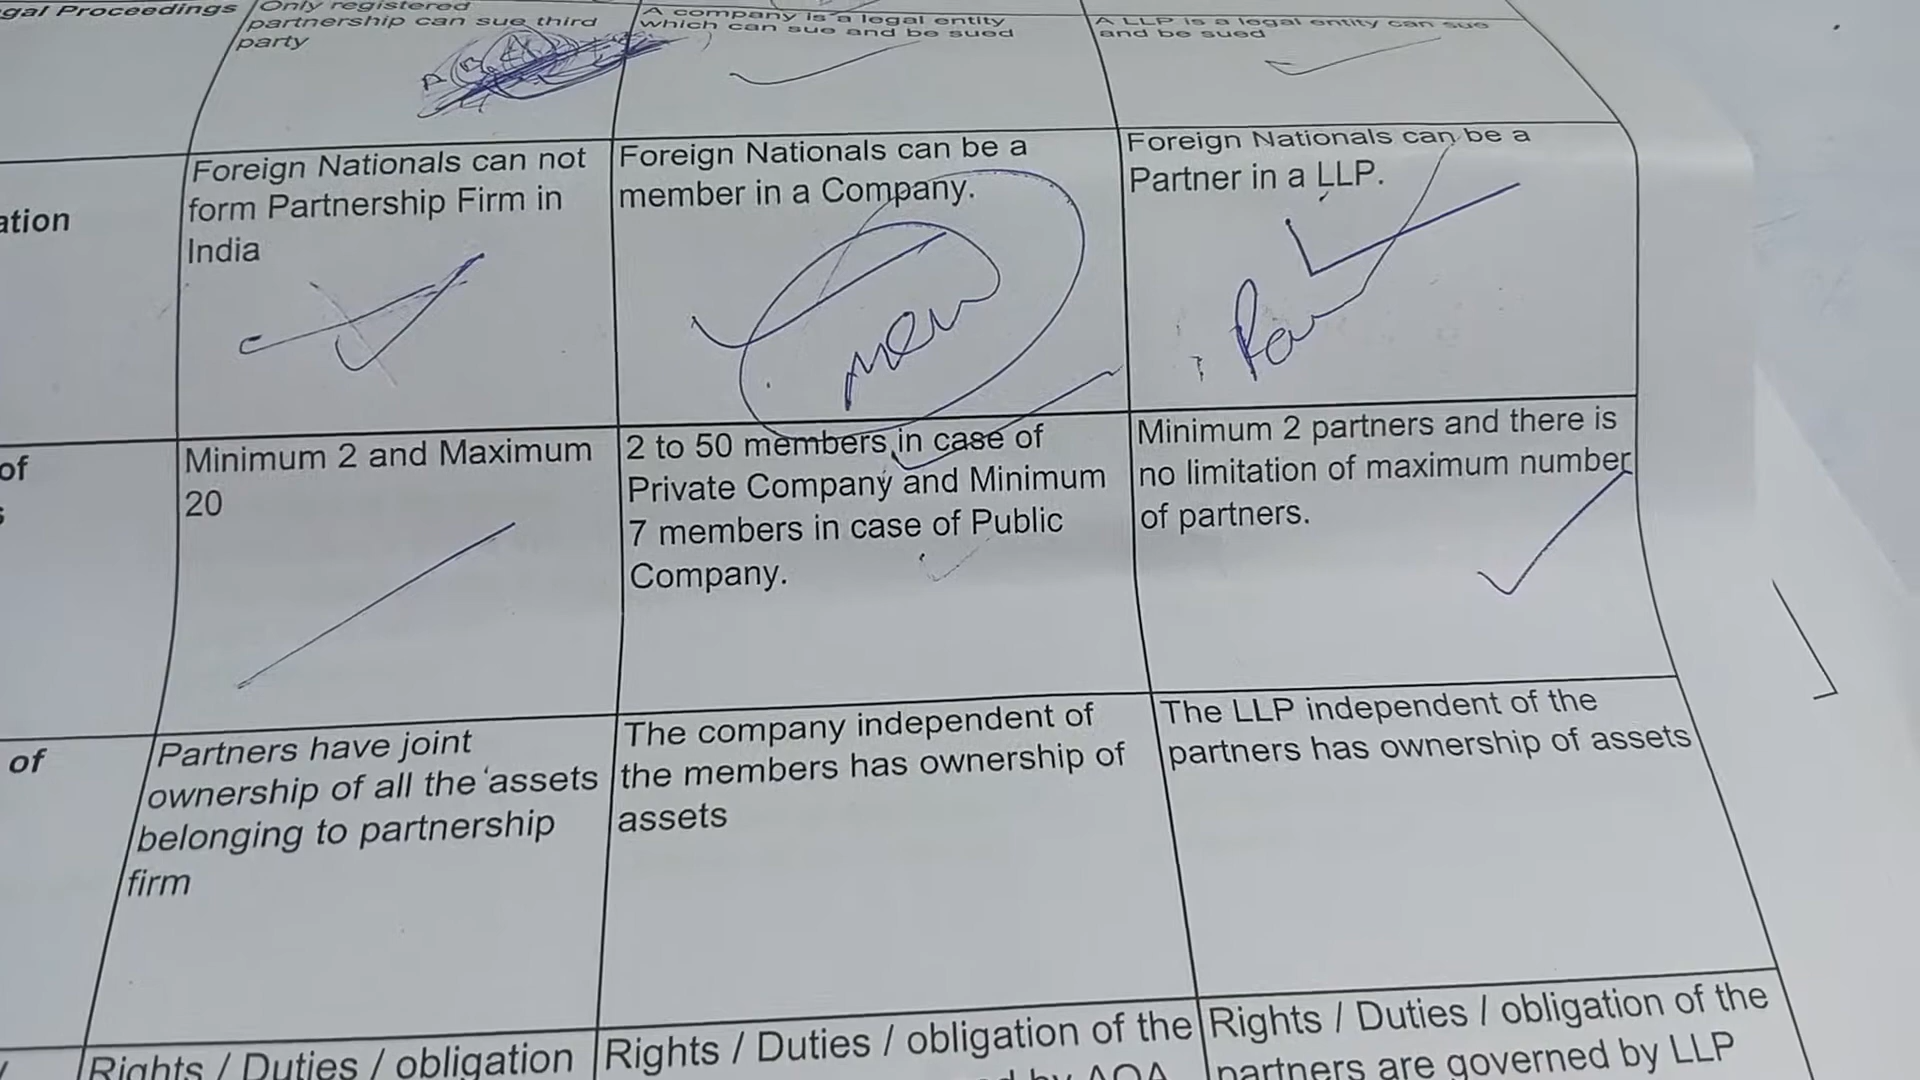 gal Proceedings
Only registered
partnership can sue third
party
A company is a legal entity
which can sue and be sued
A LLP is a legal entity can sue
and be sued
ation
Foreign Nationals can not
form Partnership Firm in
India
Foreign Nationals can be a
member in a Company.
mem
Foreign Nationals can be a
Partner in a LLP.
Par
of
s
Minimum 2 and Maximum
20
2 to 50 members in case of
Private Company and Minimum
7 members in case of Public
Company.
Minimum 2 partners and there is
no limitation of maximum number
of partners.
of
Partners have joint
ownership of all the assets
belonging to partnership
firm
The company independent of
the members has ownership of
assets
The LLP independent of the
partners has ownership of assets
Rights / Duties / obligation
Rights / Duties / obligation of the
by AOA
Rights / Duties / obligation of the
partners are governed by LLP